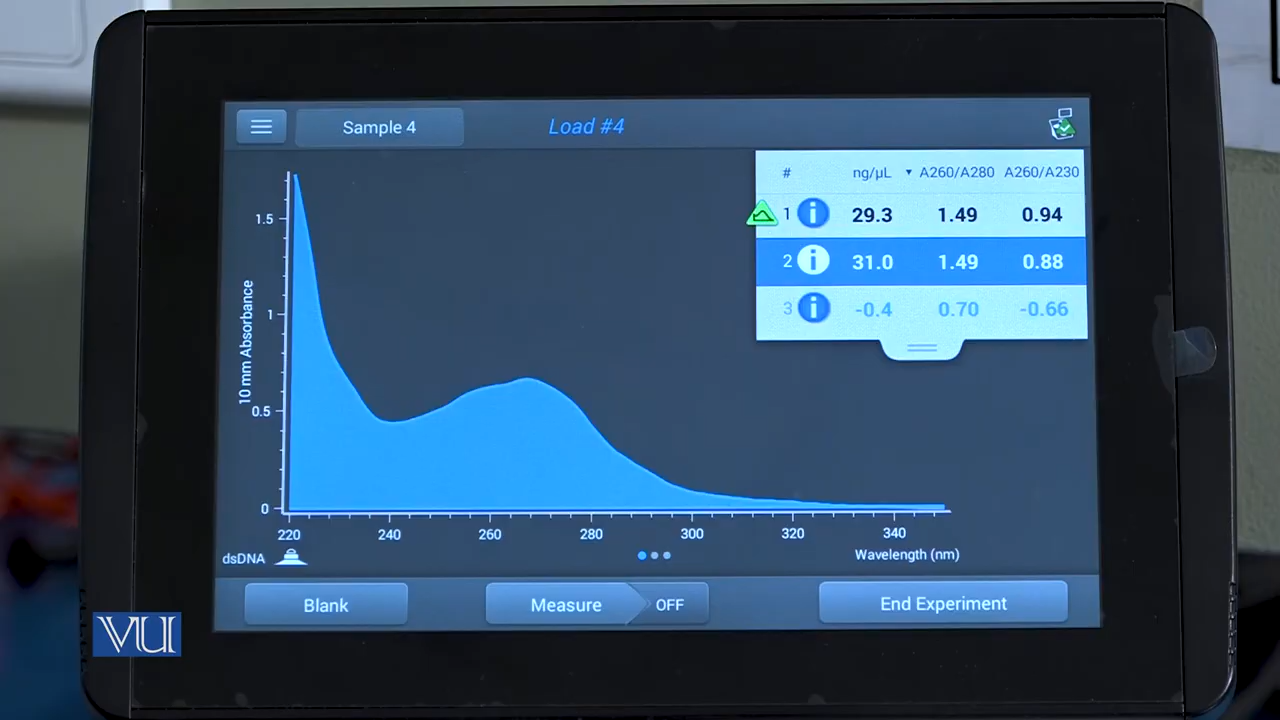 Sample 4
Load #4
# ng/µL ▾ A260/A280 A260/A230
1 i 29.3 1.49 0.94
2 i 31.0 1.49 0.88
3 i -0.4 0.70 -0.66
10 mm Absorbance
1.5
1
0.5
0
220 240 260 280 300 320 340
dsDNA
Wavelength (nm)
Blank
Measure OFF
End Experiment
VU